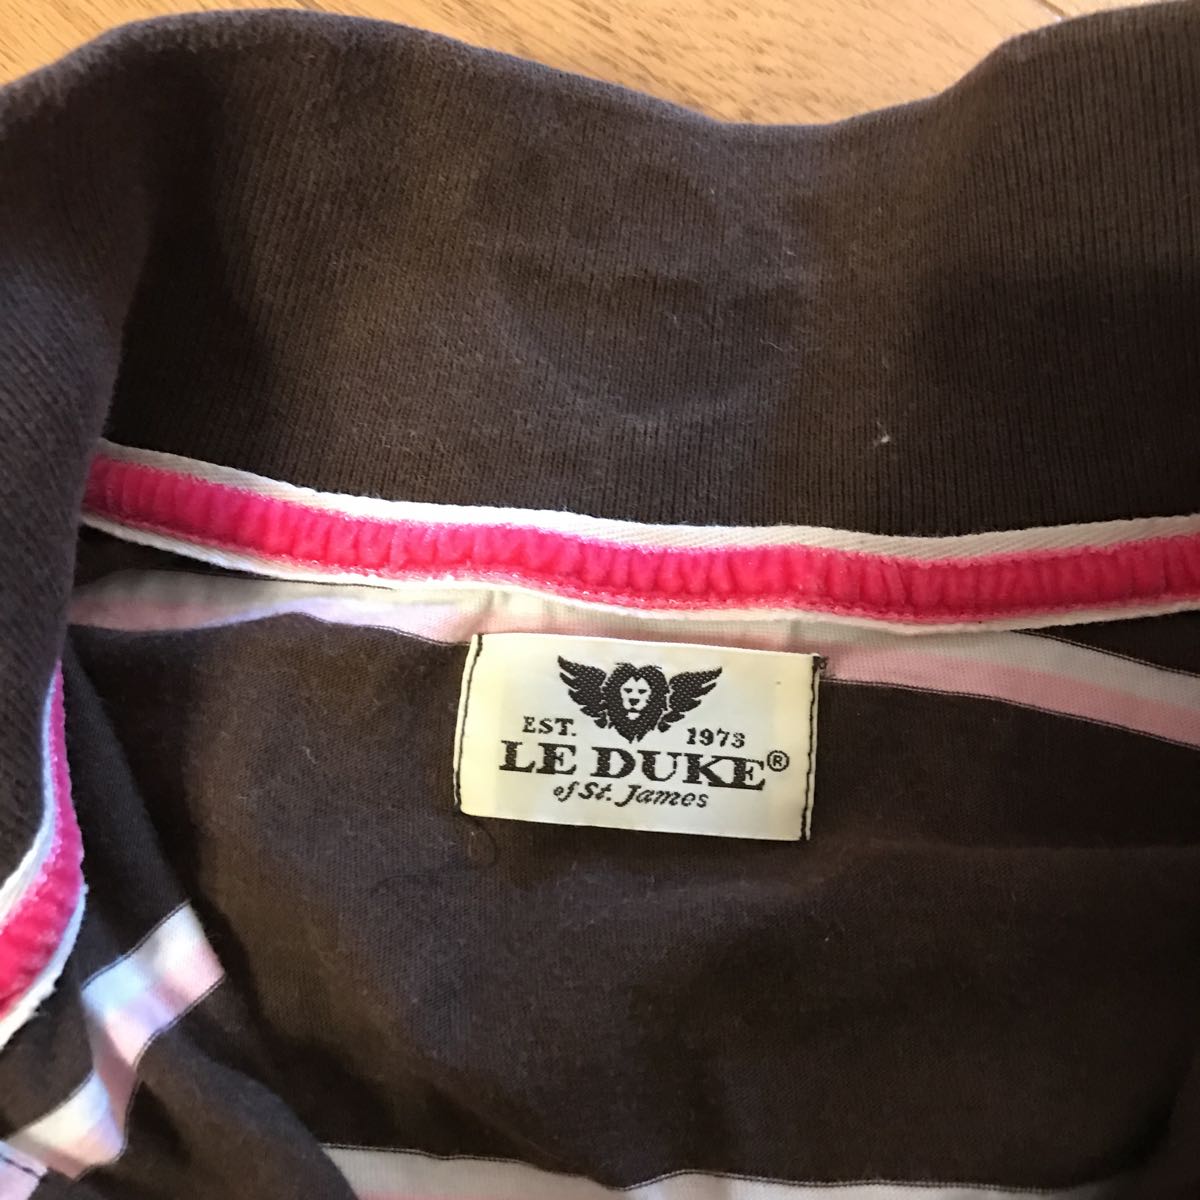 EST. 1973
LE DUKE®
of St. James